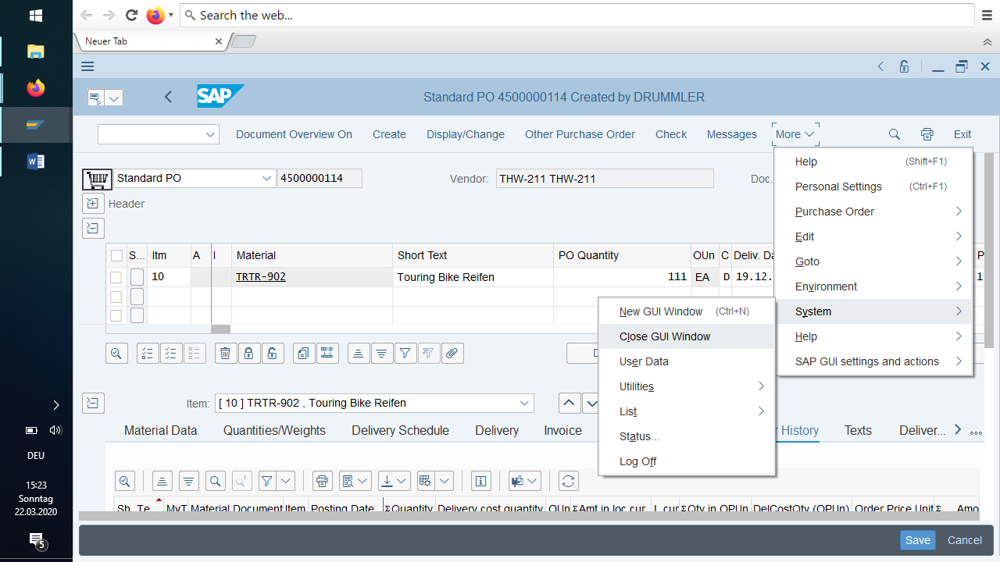 Search the web...
Neuer Tab
SAP
Standard PO 4500000114 Created by DRUMMLER
Document Overview On
Create
Display/Change
Other Purchase Order
Check
Messages
More
Exit
Standard PO
4500000114
Vendor:
THW-211 THW-211
Doc.
Header
S...
Itm
A
I
Material
Short Text
PO Quantity
OUn
C
Deliv. Da
P
10
TRTR-902
Touring Bike Reifen
111
EA
D
19.12.
1
Help (Shift+F1)
Personal Settings (Ctrl+F1)
Purchase Order
Edit
Goto
Environment
System
Help
SAP GUI settings and actions
New GUI Window (Ctrl+N)
Close GUI Window
User Data
Utilities
List
Status...
Log Off
Item:
[ 10 ] TRTR-902 , Touring Bike Reifen
Material Data
Quantities/Weights
Delivery Schedule
Delivery
Invoice
History
Texts
Deliver...
Sh. Te
MvT
Material Document
Item
Posting Date
ΣQuantity
Delivery cost quantity
OUn
ΣAmt in loc.cur.
L.cur
ΣQty in OPUn
DelCostQty (OPUn)
Order Price Unit
Σ
Amo
Save
Cancel
DEU
15:23
Sonntag
22.03.2020
5